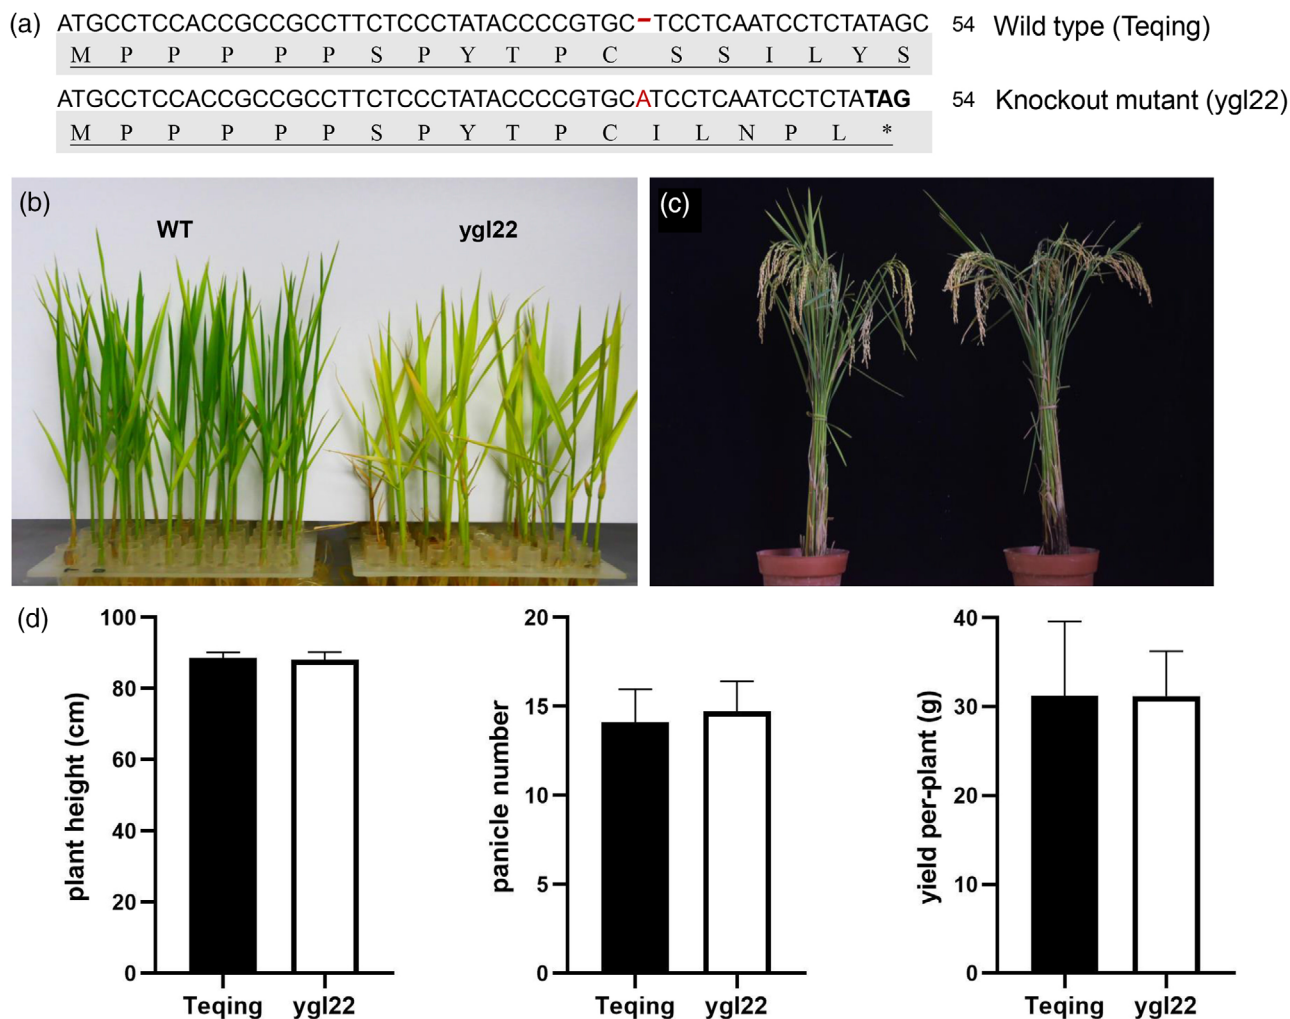 (a) ATGCCTCCACCGCCGCCTTCTCCCTATACCCCGTGC-TCCTCAATCCTCTATAGC 54 Wild type (Teqing)
M P P P P P S P Y T P C S S I L Y S
ATGCCTCCACCGCCGCCTTCTCCCTATACCCCGTGCATCCTCAATCCTCTATAG 54 Knockout mutant (ygl22)
M P P P P P S P Y T P C I L N P L *
(b) WT ygl22
(c)
(d)
plant height (cm)
100
80
60
40
20
0
Teqing ygl22
panicle number
20
15
10
5
0
Teqing ygl22
yield per-plant (g)
40
30
20
10
0
Teqing ygl22